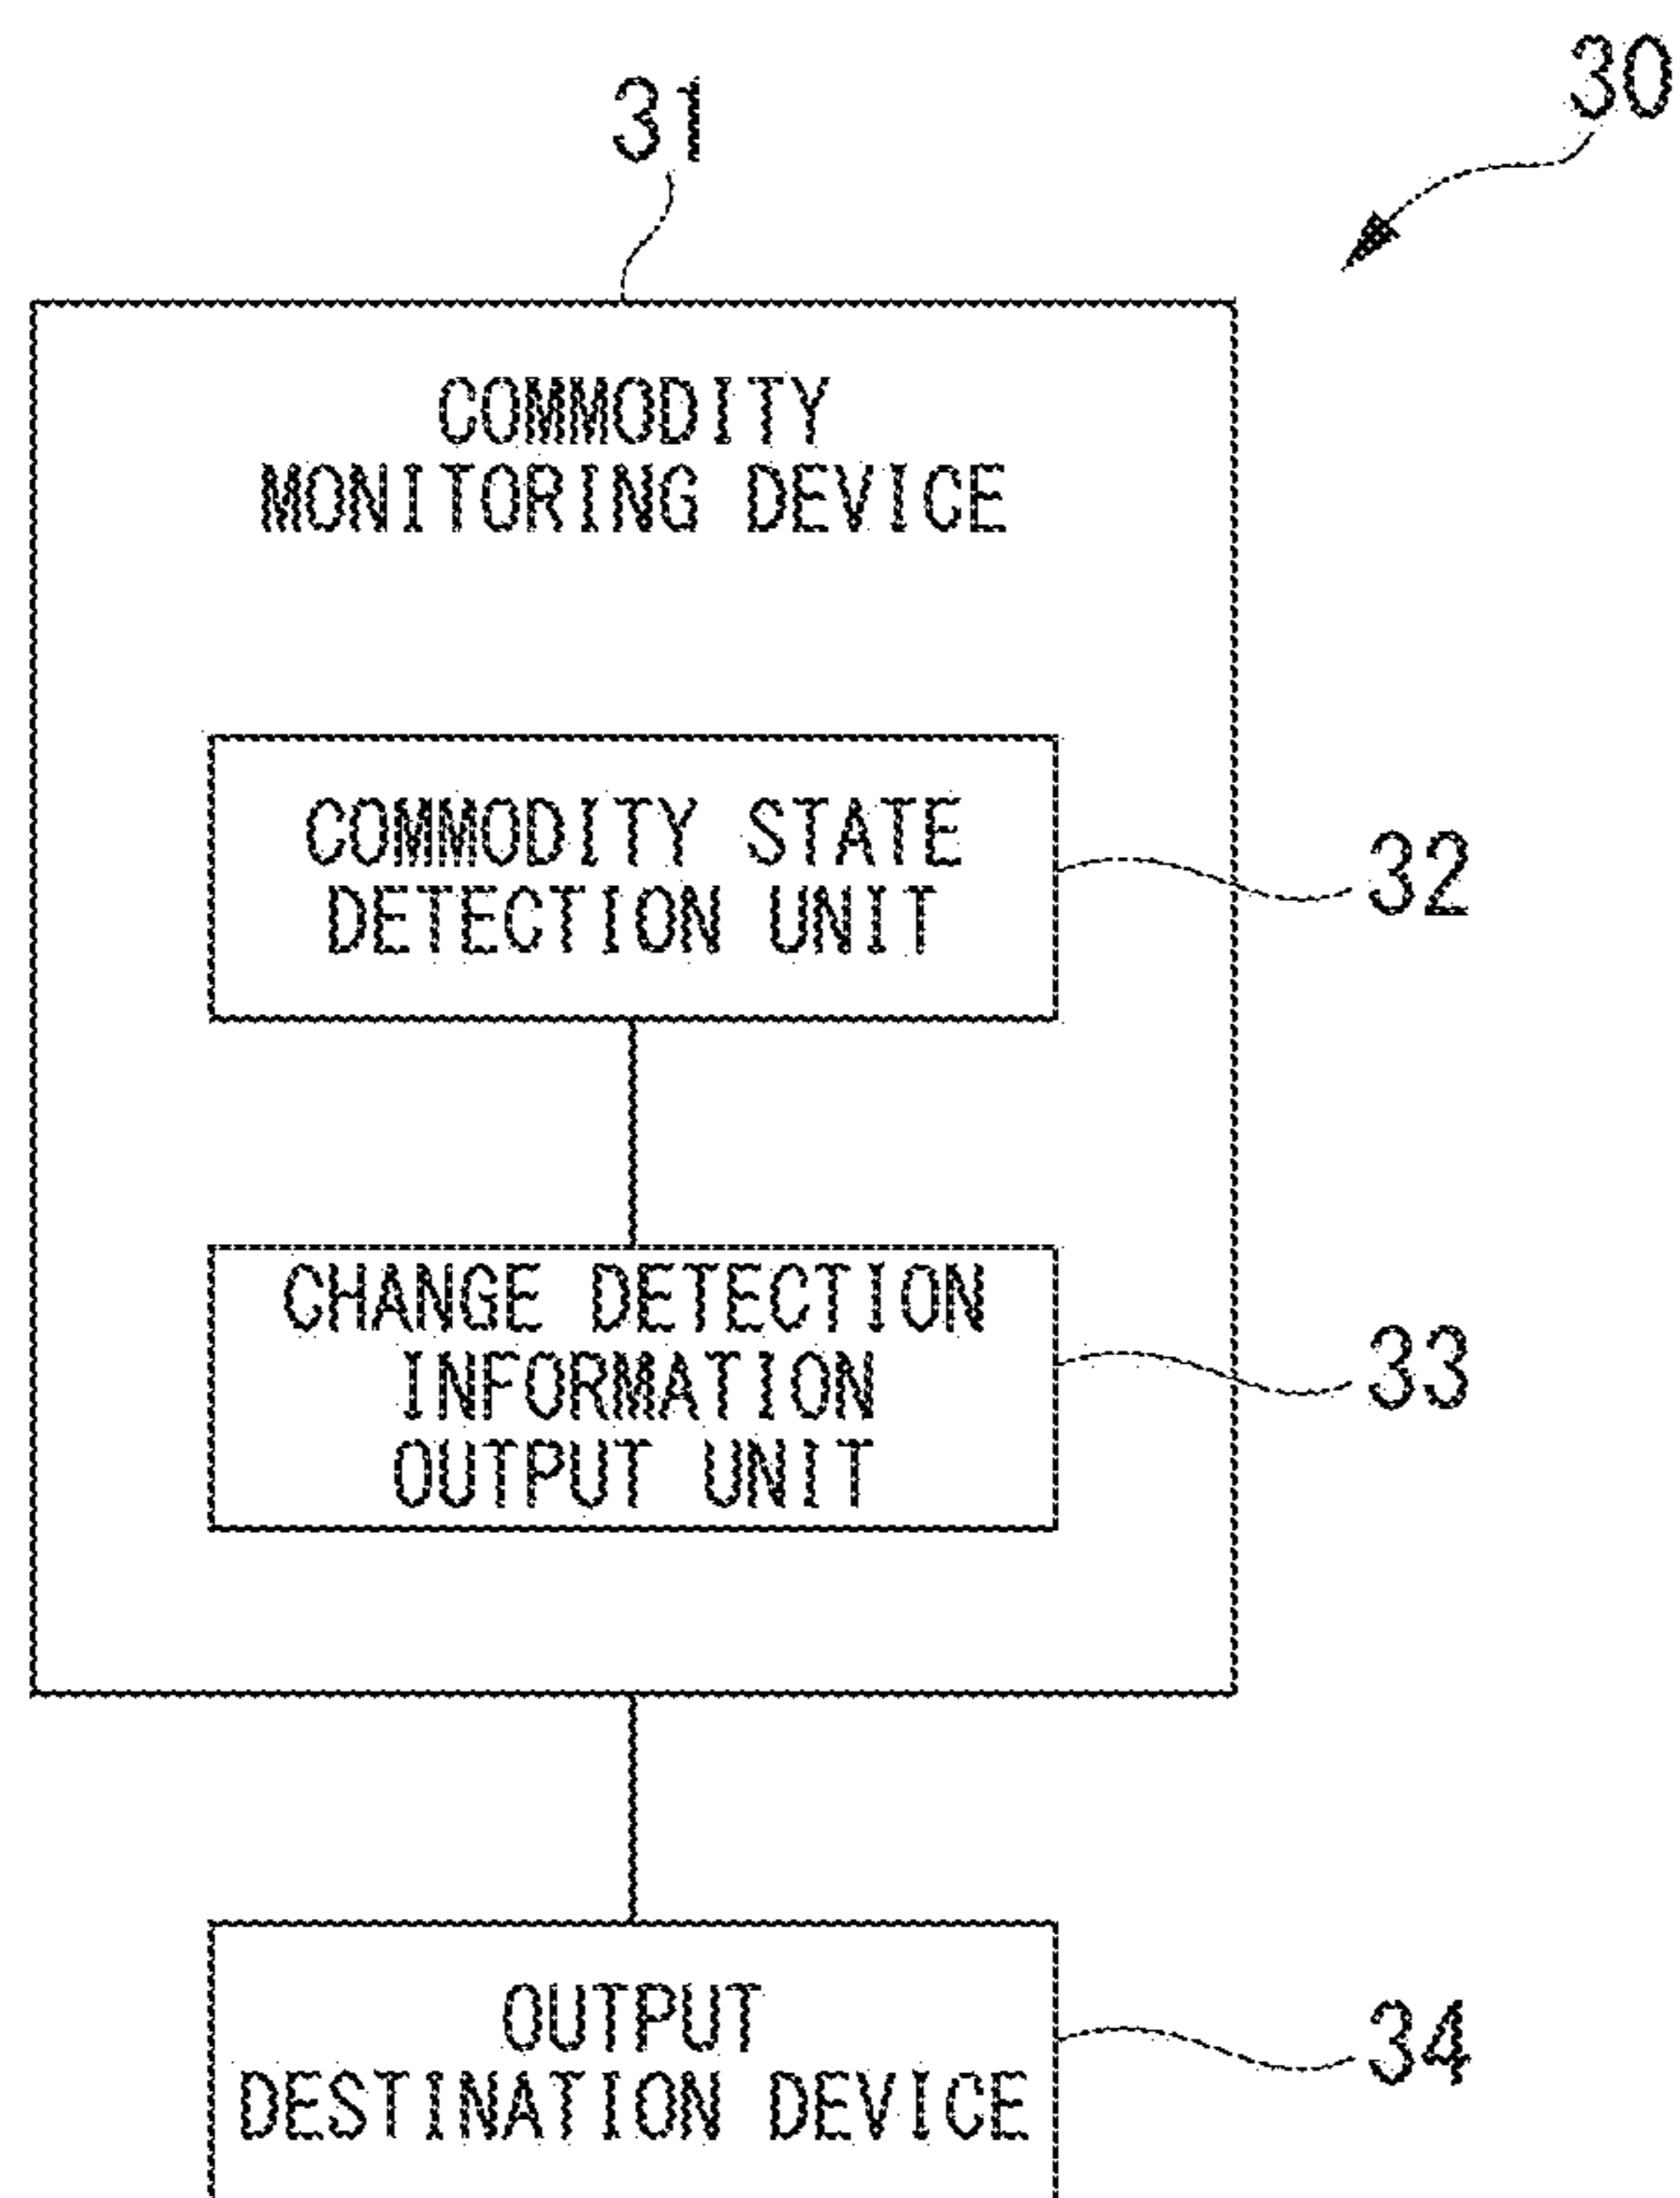 30
31
COMMODITY
MONITORING DEVICE
COMMODITY STATE
DETECTION UNIT
32
CHANGE DETECTION
INFORMATION
OUTPUT UNIT
33
OUTPUT
DESTINATION DEVICE
34